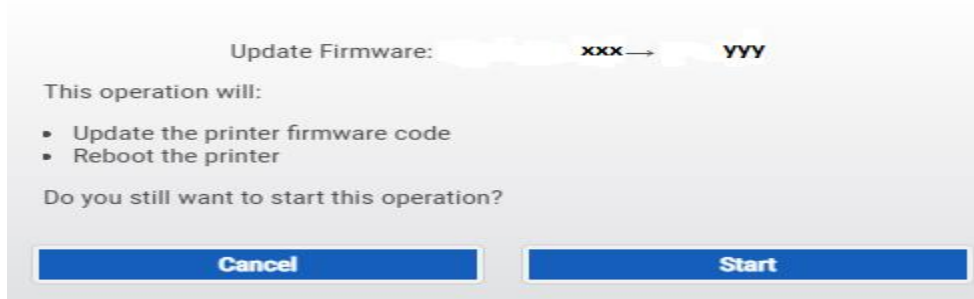 Update Firmware: xxx→ yyy
This operation will:
• Update the printer firmware code
• Reboot the printer
Do you still want to start this operation?
Cancel Start